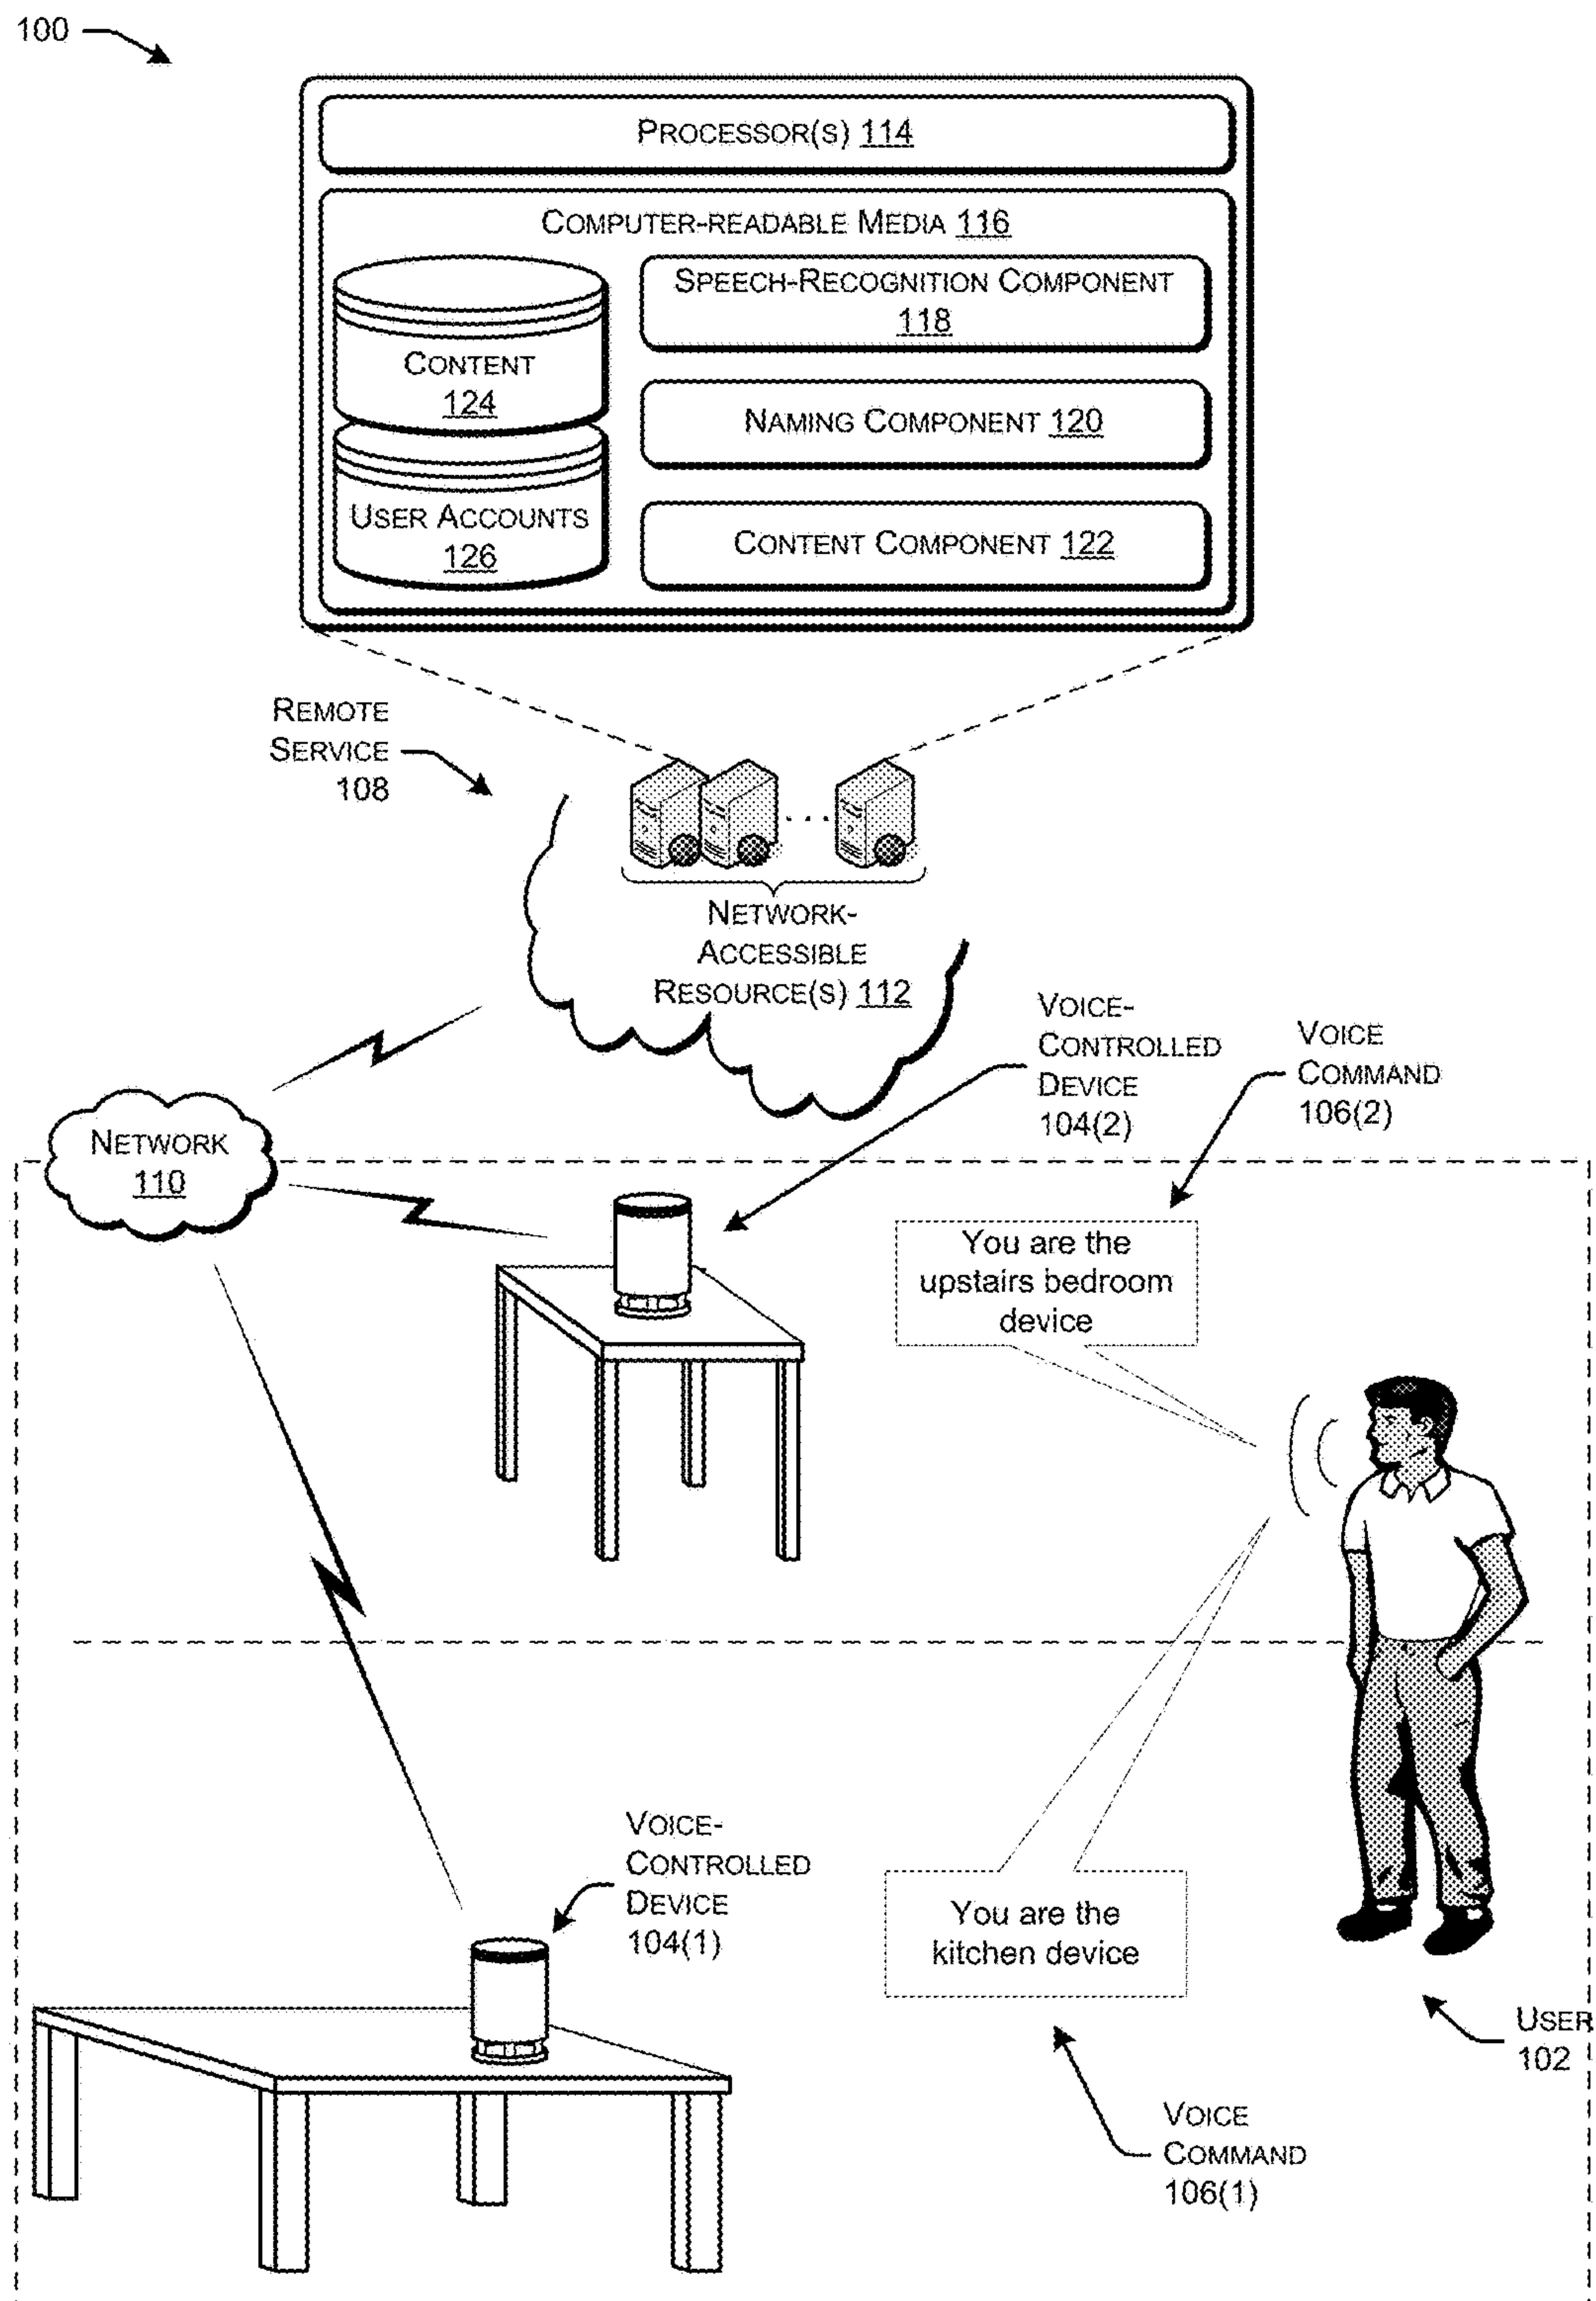 100
PROCESSOR(S) 114
COMPUTER-READABLE MEDIA 116
CONTENT
124
USER ACCOUNTS
126
SPEECH-RECOGNITION COMPONENT
118
NAMING COMPONENT 120
CONTENT COMPONENT 122
REMOTE
SERVICE
108
NETWORK-
ACCESSIBLE
RESOURCE(S) 112
VOICE-
CONTROLLED
DEVICE
104(2)
VOICE
COMMAND
106(2)
NETWORK
110
You are the
upstairs bedroom
device
VOICE-
CONTROLLED
DEVICE
104(1)
You are the
kitchen device
USER
102
VOICE
COMMAND
106(1)